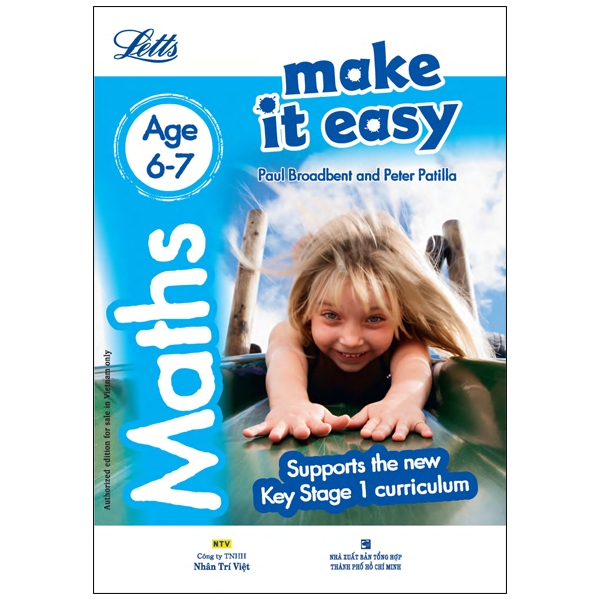 Letts
make
it easy
Age
6-7
Paul Broadbent and Peter Patilla
Maths
Authorized edition for sale in Vietnam only
Supports the new
Key Stage 1 curriculum
NTV
Công ty TNHH
Nhân Trí Việt
NHÀ XUẤT BẢN TỔNG HỢP
THÀNH PHỐ HỒ CHÍ MINH